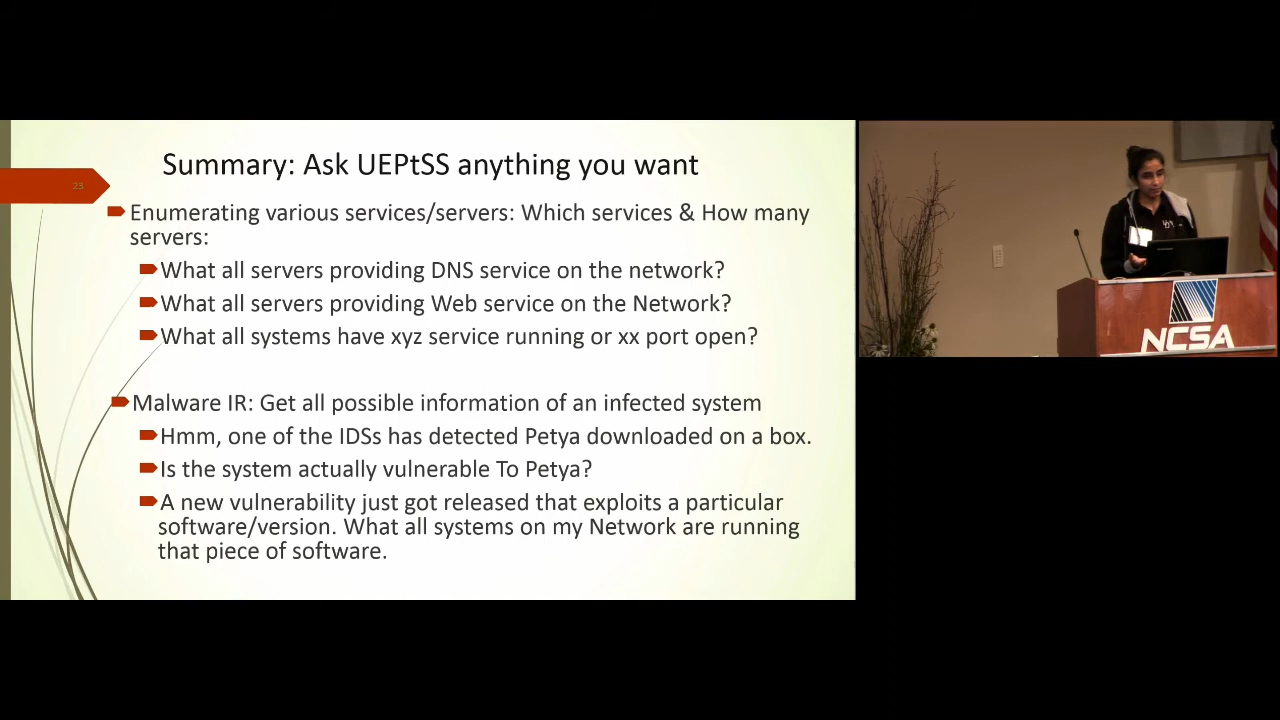 Summary: Ask UEPtSS anything you want
23
Enumerating various services/servers: Which services & How many
servers:
What all servers providing DNS service on the network?
What all servers providing Web service on the Network?
What all systems have xyz service running or xx port open?
Malware IR: Get all possible information of an infected system
Hmm, one of the IDSs has detected Petya downloaded on a box.
Is the system actually vulnerable To Petya?
A new vulnerability just got released that exploits a particular
software/version. What all systems on my Network are running
that piece of software.
NCSA